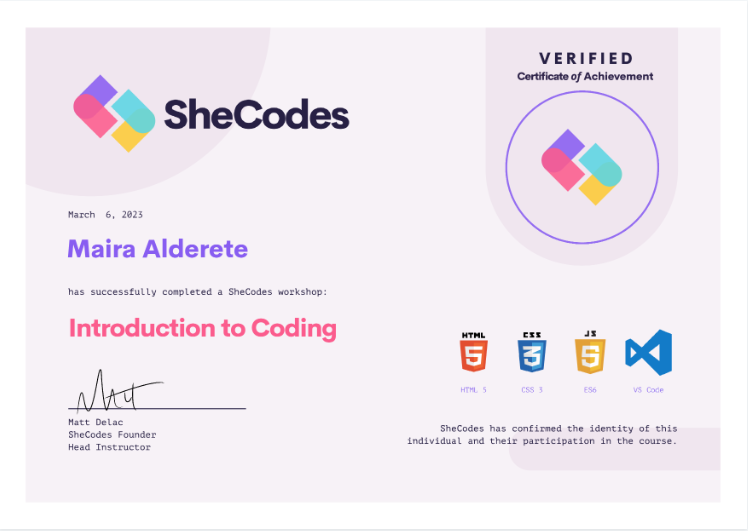 VERIFIED
Certificate of Achievement
SheCodes
March 6, 2023
Maira Alderete
has successfully completed a SheCodes workshop:
Introduction to Coding
HTML
CSS
JS
5
3
5
HTML 5
CSS 3
ES6
VS Code
Matt
Matt Delac
SheCodes Founder
Head Instructor
SheCodes has confirmed the identity of this
individual and their participation in the course.